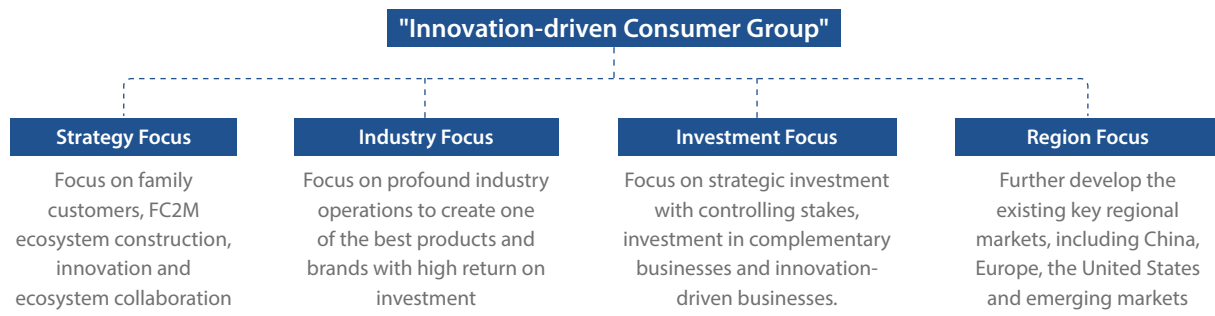 "Innovation-driven Consumer Group"
Strategy Focus
Focus on family
customers, FC2M
ecosystem construction,
innovation and
ecosystem collaboration
Industry Focus
Focus on profound industry
operations to create one
of the best products and
brands with high return on
investment
Investment Focus
Focus on strategic investment
with controlling stakes,
investment in complementary
businesses and innovation-
driven businesses.
Region Focus
Further develop the
existing key regional
markets, including China,
Europe, the United States
and emerging markets